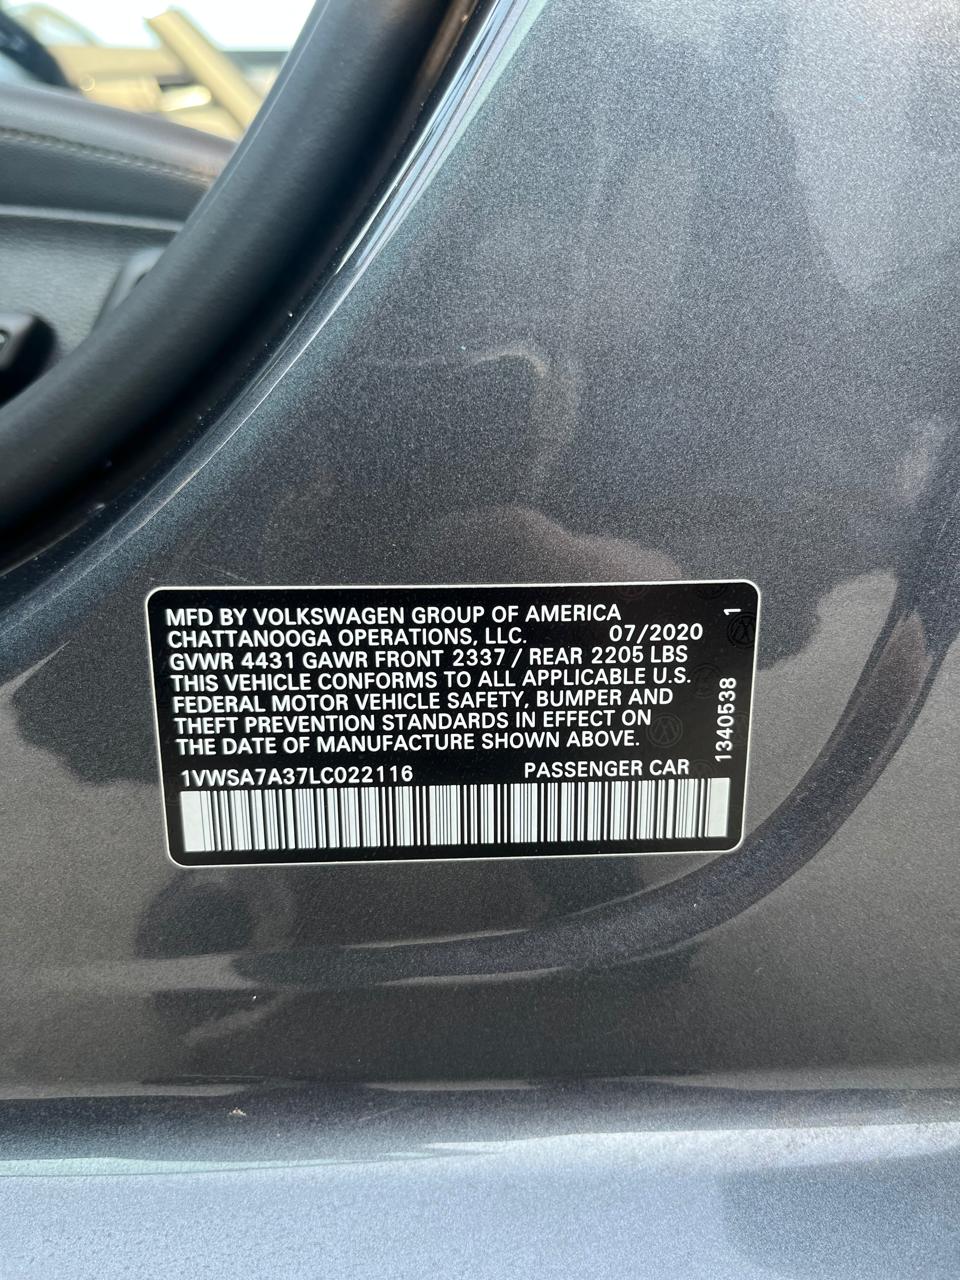 MFD BY VOLKSWAGEN GROUP OF AMERICA
CHATTANOOGA OPERATIONS, LLC. 07/2020
GVWR 4431 GAWR FRONT 2337 / REAR 2205 LBS
THIS VEHICLE CONFORMS TO ALL APPLICABLE U.S.
FEDERAL MOTOR VEHICLE SAFETY, BUMPER AND
THEFT PREVENTION STANDARDS IN EFFECT ON
THE DATE OF MANUFACTURE SHOWN ABOVE.
1VWSA7A37LC022116 PASSENGER CAR
1340538 1